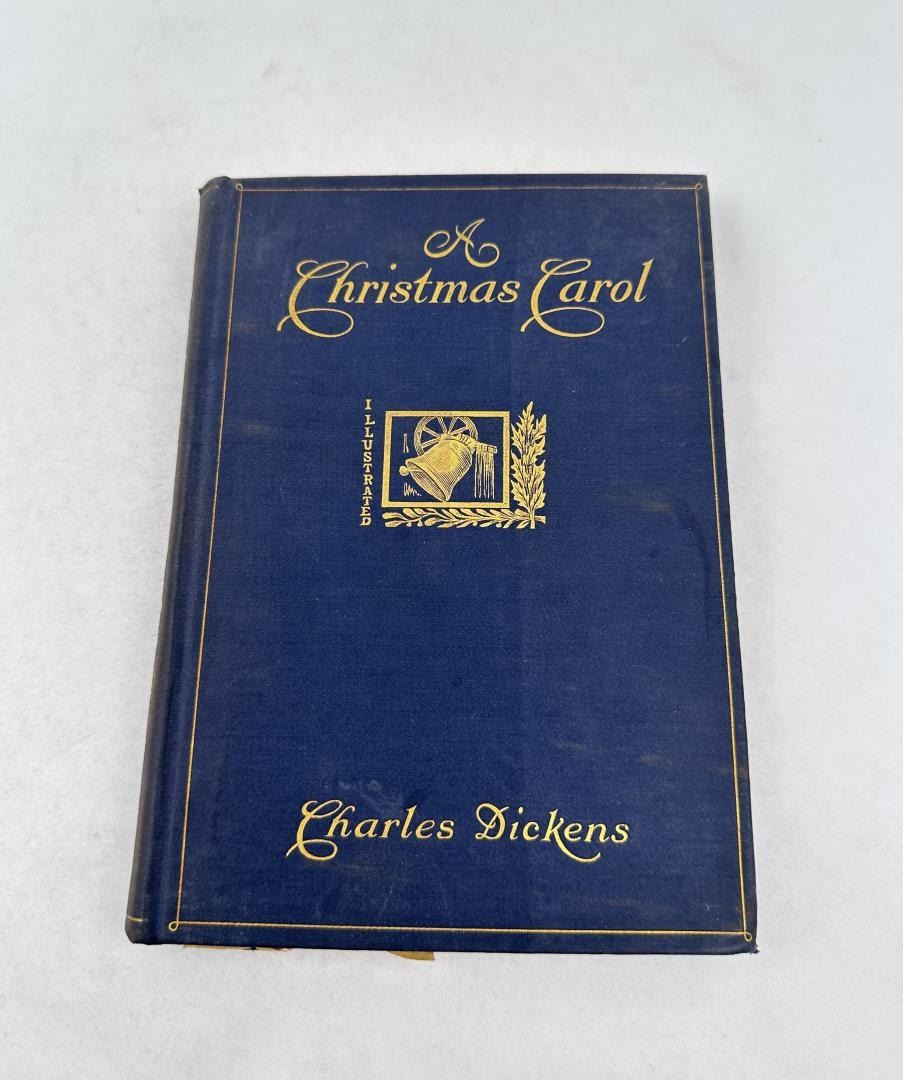 A
Christmas Carol
ILLUSTRATED
Charles Dickens